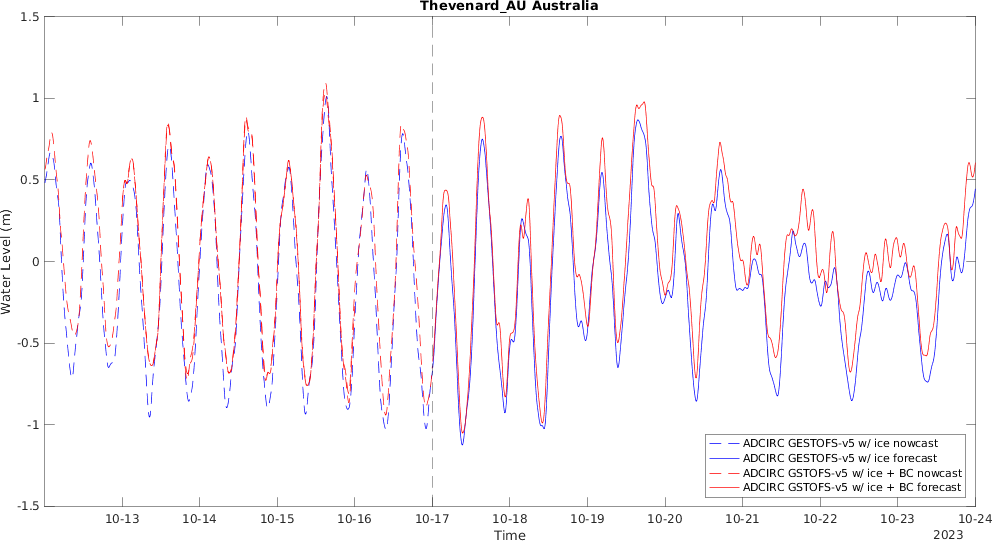 Thevenard_AU Australia
1.5
1
0.5
0
-0.5
-1
-1.5
Water Level (m)
10-13 10-14 10-15 10-16 10-17 10-18 10-19 10-20 10-21 10-22 10-23 10-24
Time
2023
ADCIRC GESTOFS-v5 w/ ice nowcast
ADCIRC GESTOFS-v5 w/ ice forecast
ADCIRC GSTOFS-v5 w/ ice + BC nowcast
ADCIRC GSTOFS-v5 w/ ice + BC forecast